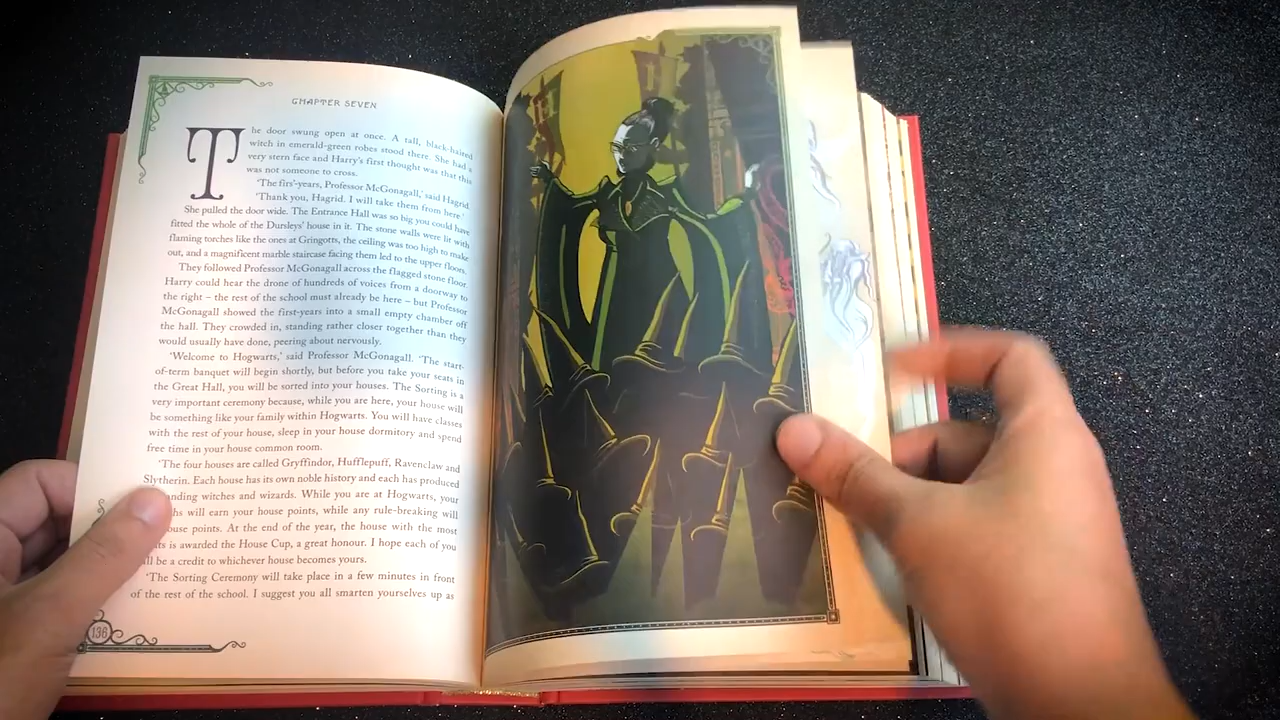 CHAPTER SEVEN
The door swung open at once. A tall, black-haired
witch in emerald-green robes stood there. She had a
very stern face and Harry's first thought was that this
was not someone to cross.
'The firs'-years, Professor McGonagall,' said Hagrid.
'Thank you, Hagrid. I will take them from here.'
She pulled the door wide. The Entrance Hall was so big you could have
fitted the whole of the Dursleys' house in it. The stone walls were lit with
flaming torches like the ones at Gringotts, the ceiling was too high to make
out, and a magnificent marble staircase facing them led to the upper floors.
They followed Professor McGonagall across the flagged stone floor.
Harry could hear the drone of hundreds of voices from a doorway to
the right – the rest of the school must already be here – but Professor
McGonagall showed the first-years into a small empty chamber off
the hall. They crowded in, standing rather closer together than they
would usually have done, peering about nervously.
'Welcome to Hogwarts,' said Professor McGonagall. 'The start-
of-term banquet will begin shortly, but before you take your seats in
the Great Hall, you will be sorted into your houses. The Sorting is a
very important ceremony because, while you are here, your house will
be something like your family within Hogwarts. You will have classes
with the rest of your house, sleep in your house dormitory and spend
free time in your house common room.
'The four houses are called Gryffindor, Hufflepuff, Ravenclaw and
Slytherin. Each house has its own noble history and each has produced
anding witches and wizards. While you are at Hogwarts, your
hs will earn your house points, while any rule-breaking will
ouse points. At the end of the year, the house with the most
ts is awarded the House Cup, a great honour. I hope each of you
ll be a credit to whichever house becomes yours.
'The Sorting Ceremony will take place in a few minutes in front
of the rest of the school. I suggest you all smarten yourselves up as
136
H